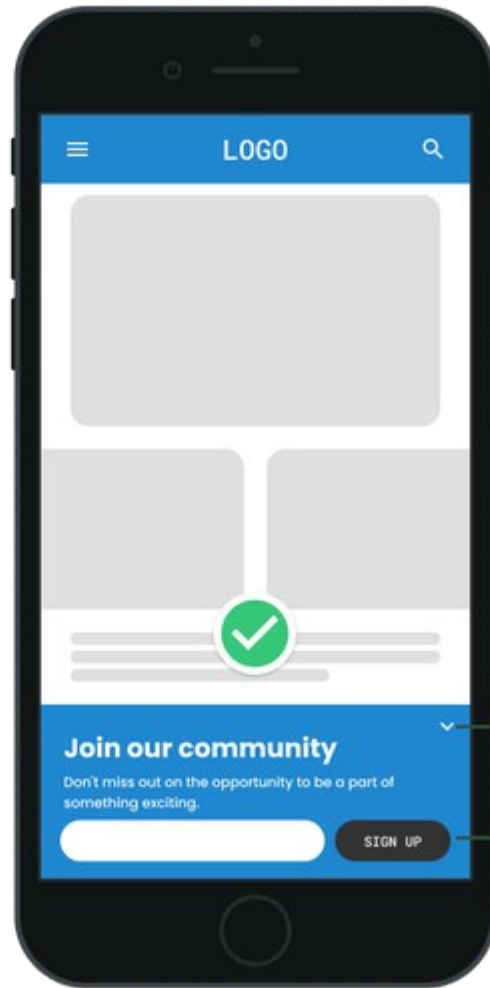 LOGO
Join our community
Don't miss out on the opportunity to be a part of
something exciting.
SIGN UP